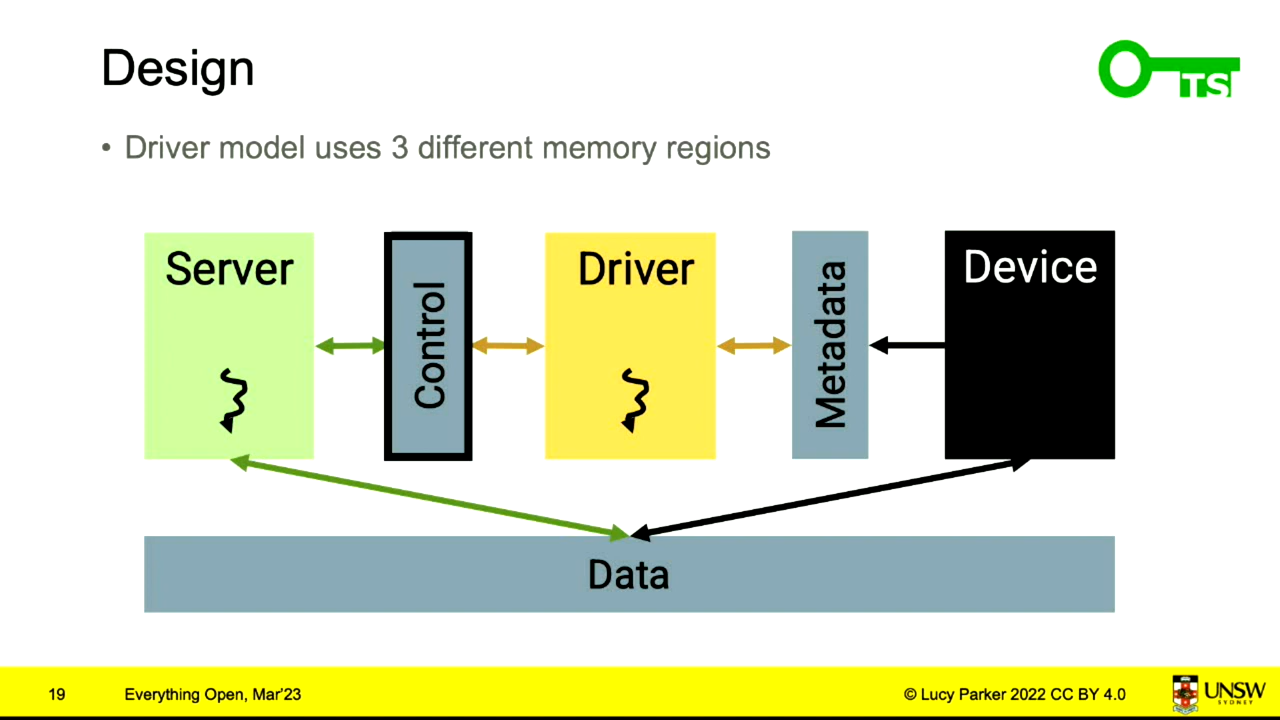 Design
TS
• Driver model uses 3 different memory regions
Server
Control
Driver
Metadata
Device
Data
19
Everything Open, Mar'23
© Lucy Parker 2022 CC BY 4.0
UNSW
SYDNEY